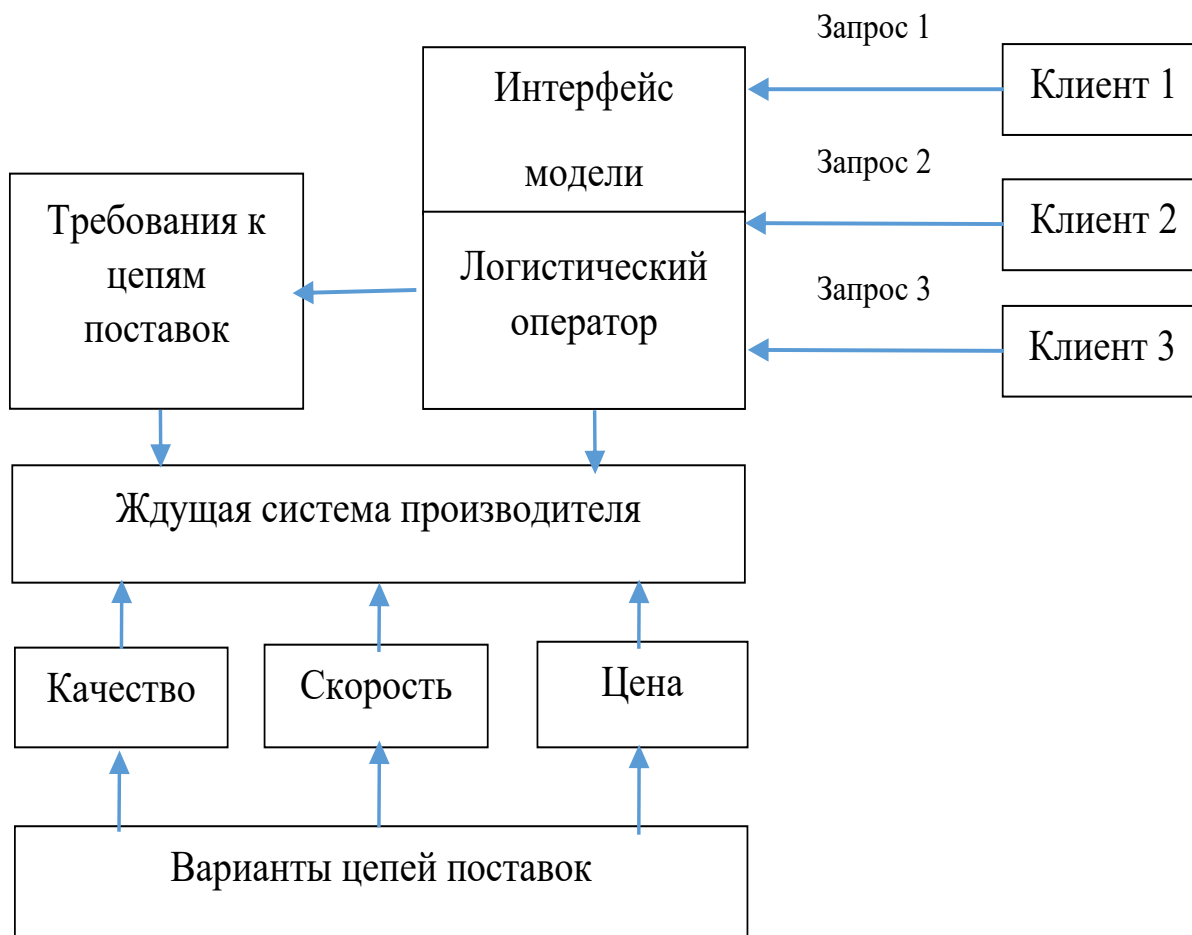 Запрос 1
Интерфейс
модели
Клиент 1
Запрос 2
Требования к
цепям
поставок
Клиент 2
Логистический
оператор
Запрос 3
Клиент 3
Ждущая система производителя
Качество
Скорость
Цена
Варианты цепей поставок